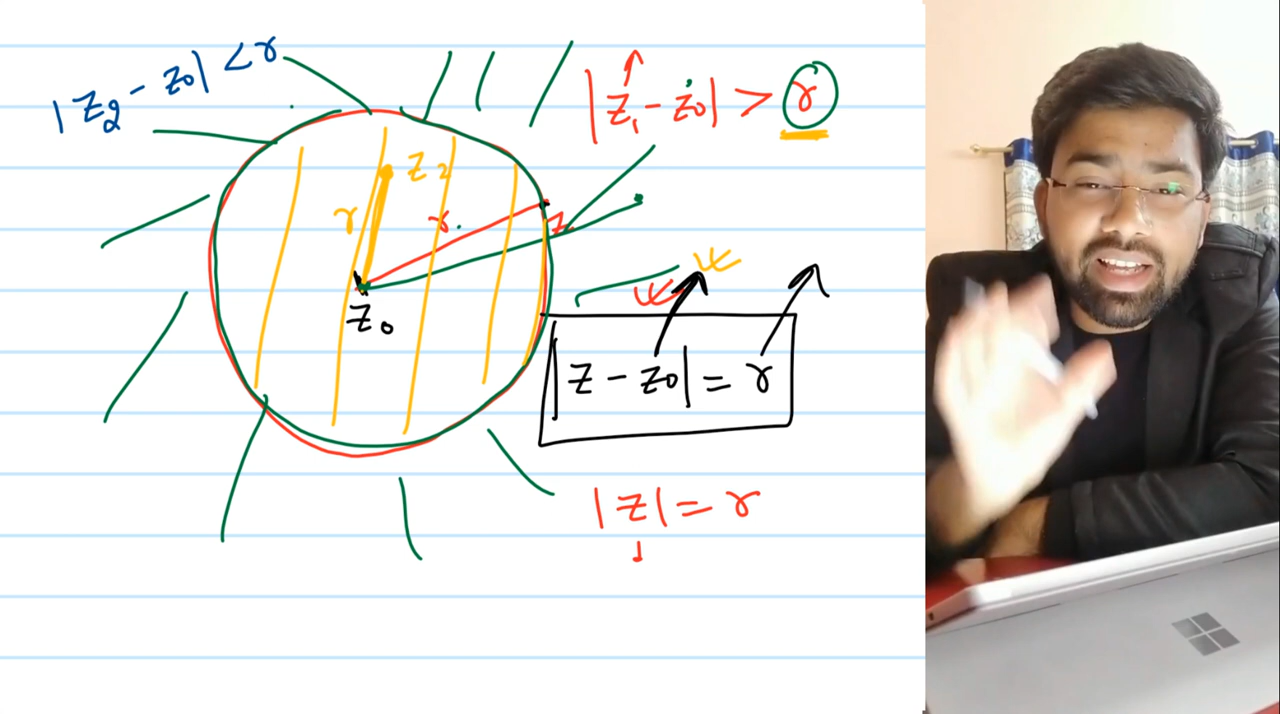 |z₂ - z₀| < r
|z₁ - z₀| > r
z₂
r
r
z
z₀
|z - z₀| = r
|z| = r